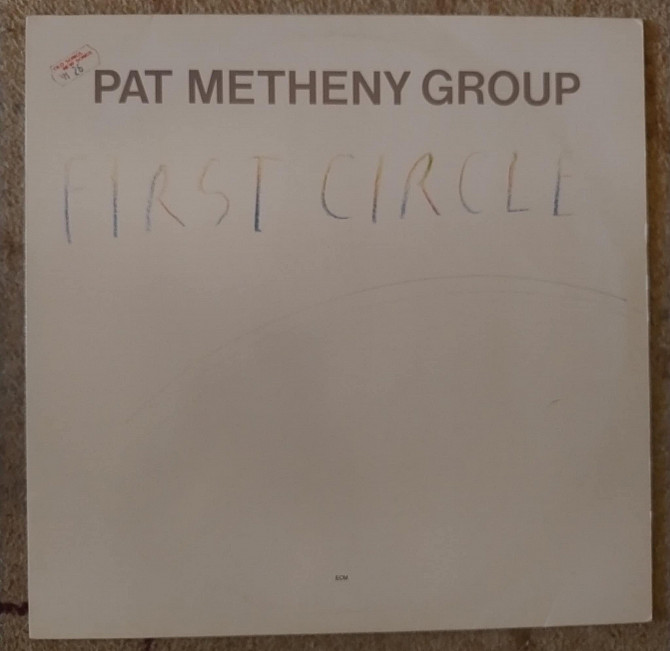 PAT METHENY GROUP
FIRST CIRCLE
ECM